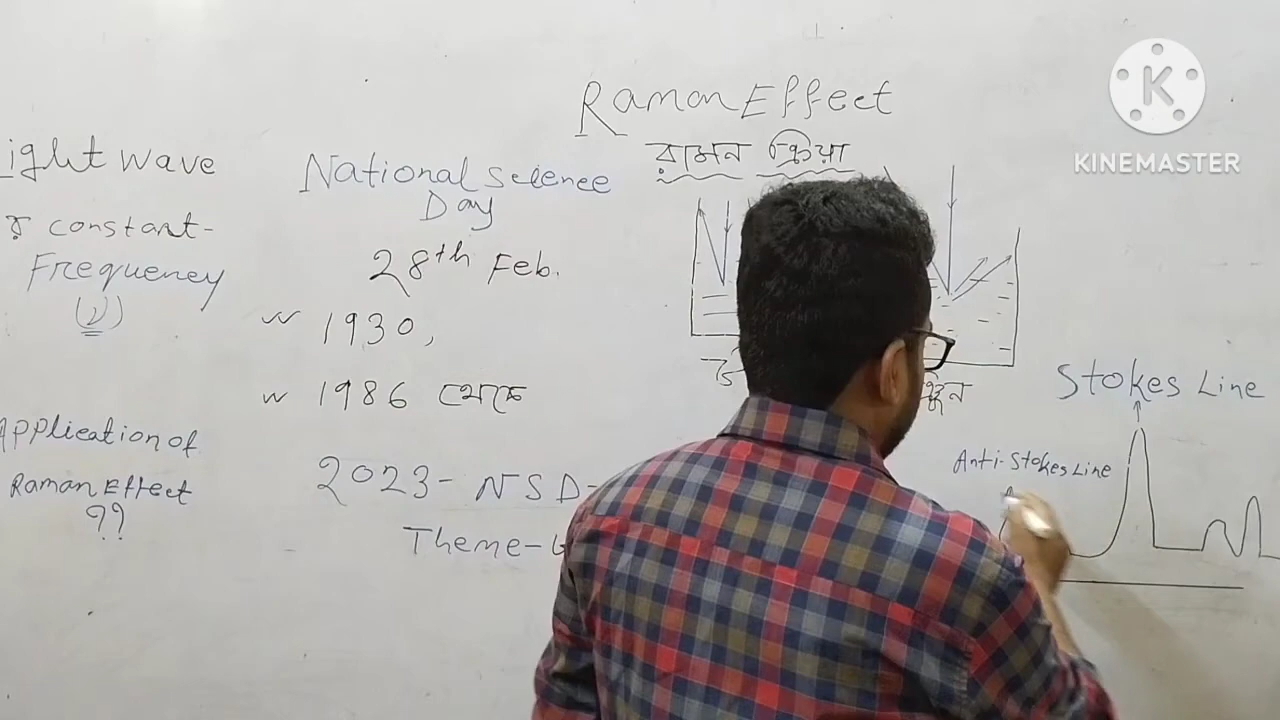 Raman Effect
রামন ক্রিয়া
ight wave
র constant-
Frequency
(ν)
Application of
Raman Effect
??
National Science
Day
28th Feb.
1930,
1986 থেকে
2023- NSD-
Theme-
Stokes Line
Anti-Stokes Line
K
KINEMASTER